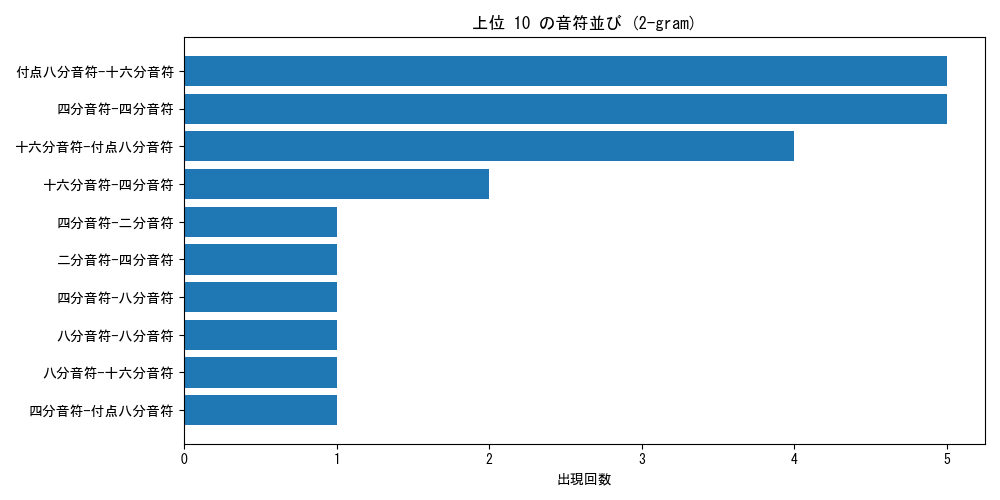 上位 10 の音符並び (2-gram)
付点八分音符-十六分音符
四分音符-四分音符
十六分音符-付点八分音符
十六分音符-四分音符
四分音符-二分音符
二分音符-四分音符
四分音符-八分音符
八分音符-八分音符
八分音符-十六分音符
四分音符-付点八分音符
0 1 2 3 4 5
出現回数